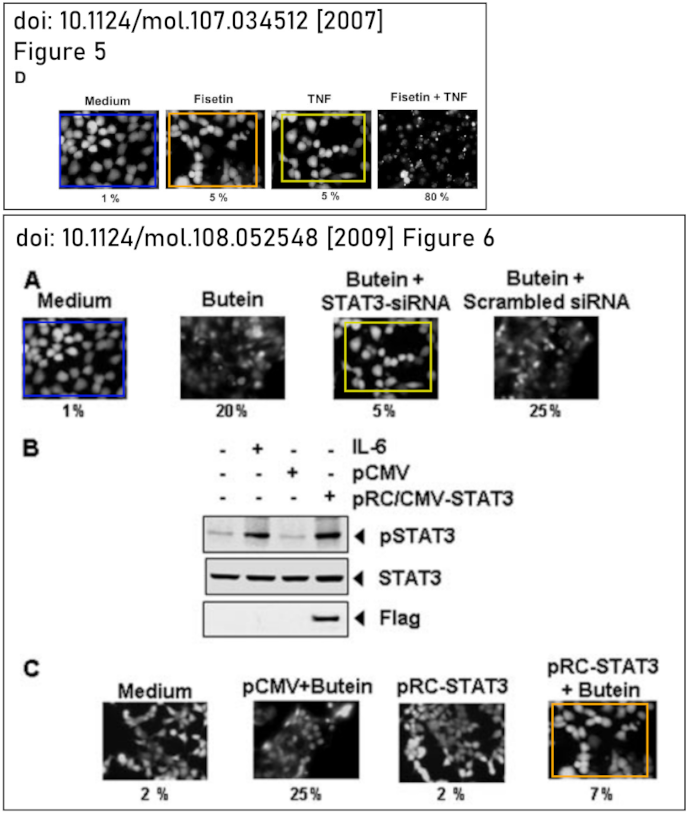 doi: 10.1124/mol.107.034512 [2007]
Figure 5
D
Medium Fisetin TNF Fisetin + TNF
1 % 5 % 5 % 80 %
doi: 10.1124/mol.108.052548 [2009] Figure 6
A
Medium Butein Butein + STAT3-siRNA Butein + Scrambled siRNA
1% 20% 5% 25%
B
- + - - IL-6
- - + - pCMV
- - - + pRC/CMV-STAT3
pSTAT3
STAT3
Flag
C
Medium pCMV+Butein pRC-STAT3 pRC-STAT3 + Butein
2 % 25% 2 % 7%